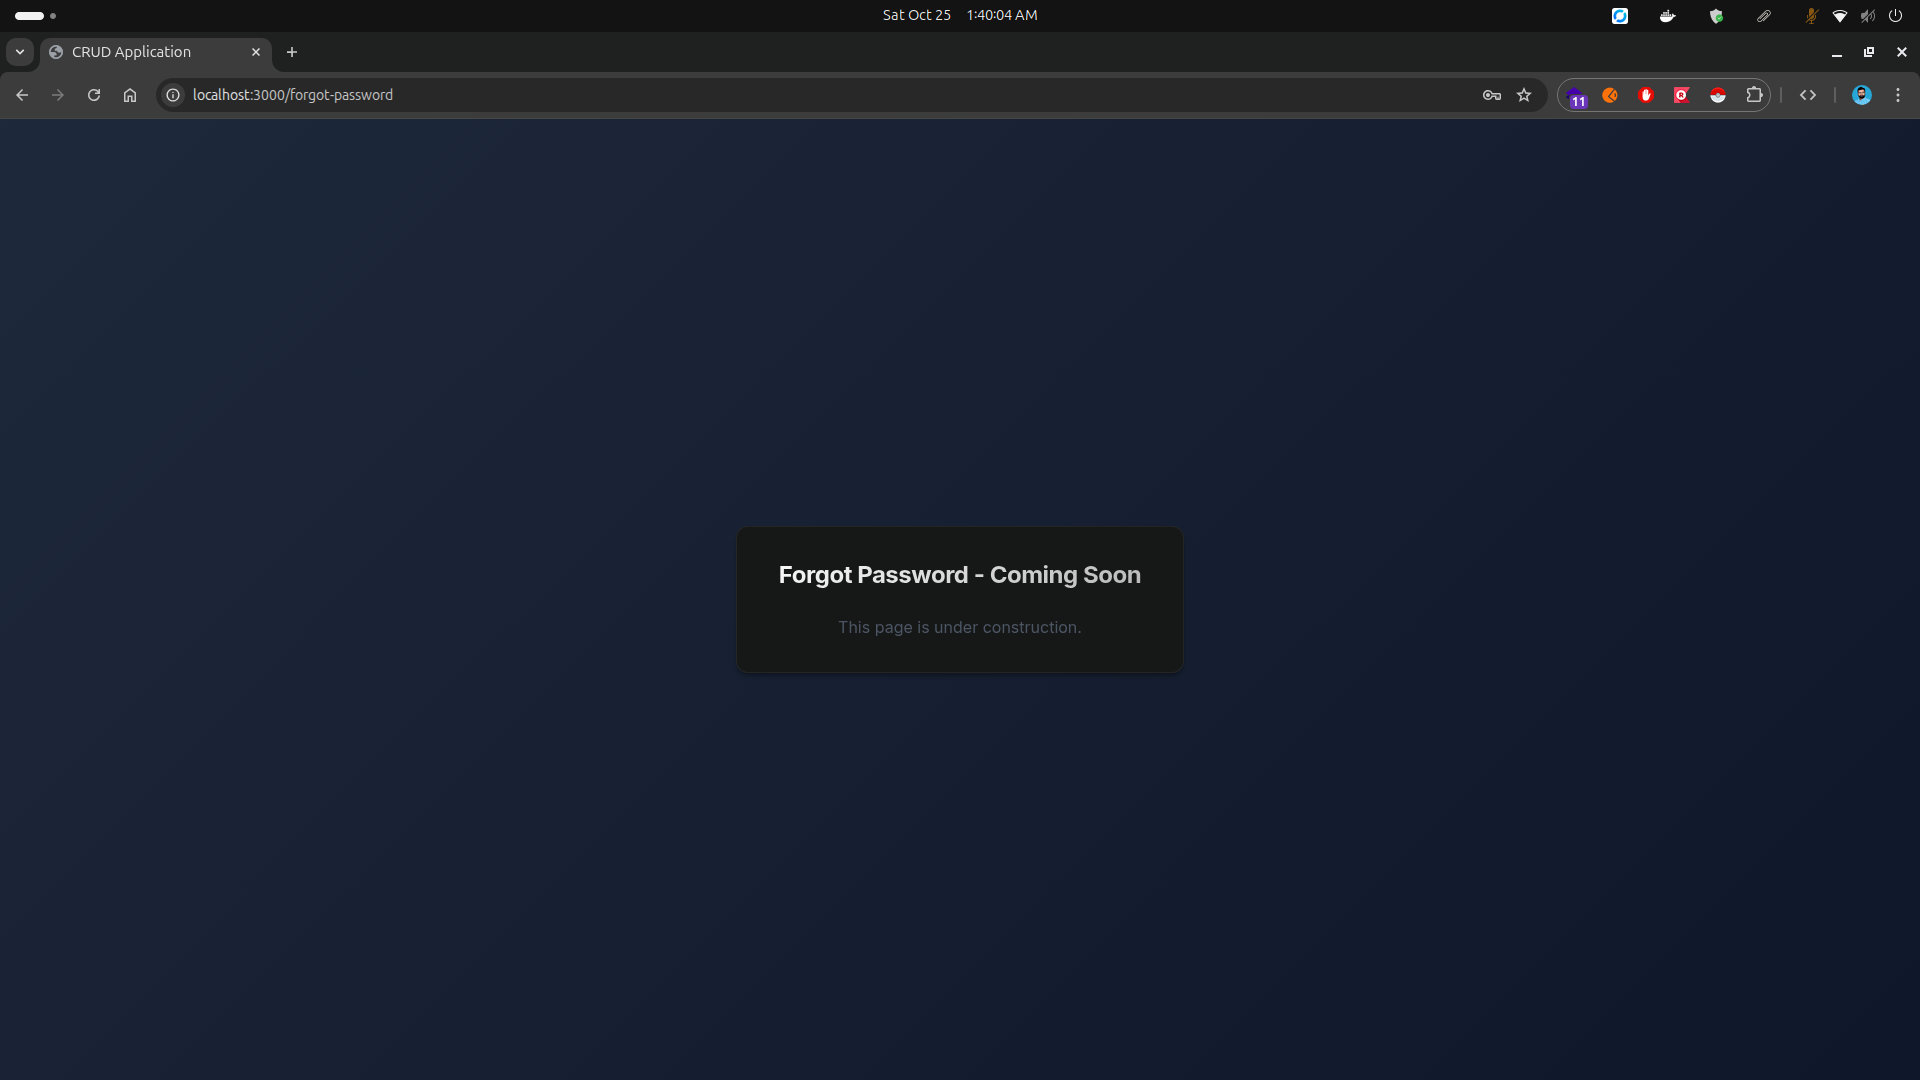 Sat Oct 25 1:40:04 AM
CRUD Application
localhost:3000/forgot-password
11
Forgot Password - Coming Soon
This page is under construction.